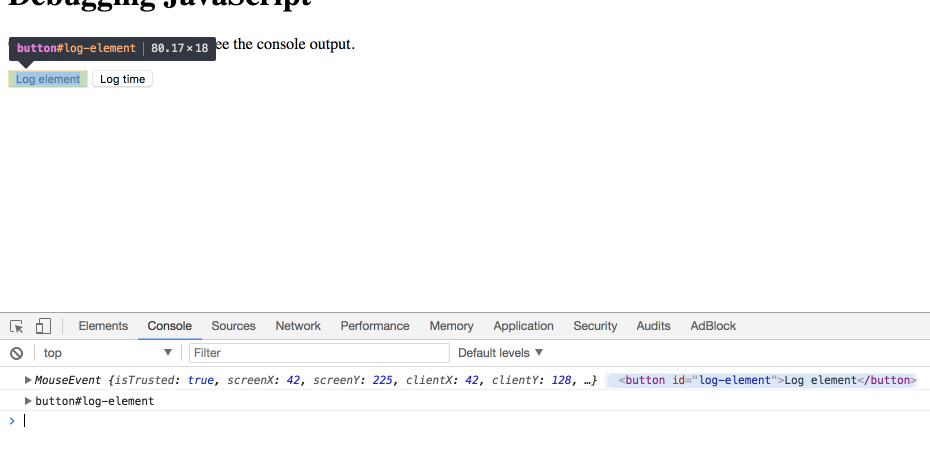 Debugging JavaScript
ee the console output.
button#log-element | 80.17×18
Log element Log time
Elements Console Sources Network Performance Memory Application Security Audits AdBlock
top ▼ Filter Default levels ▼
▶MouseEvent {isTrusted: true, screenX: 42, screenY: 225, clientX: 42, clientY: 128, …} <button id="log-element">Log element</button>
▶button#log-element
>